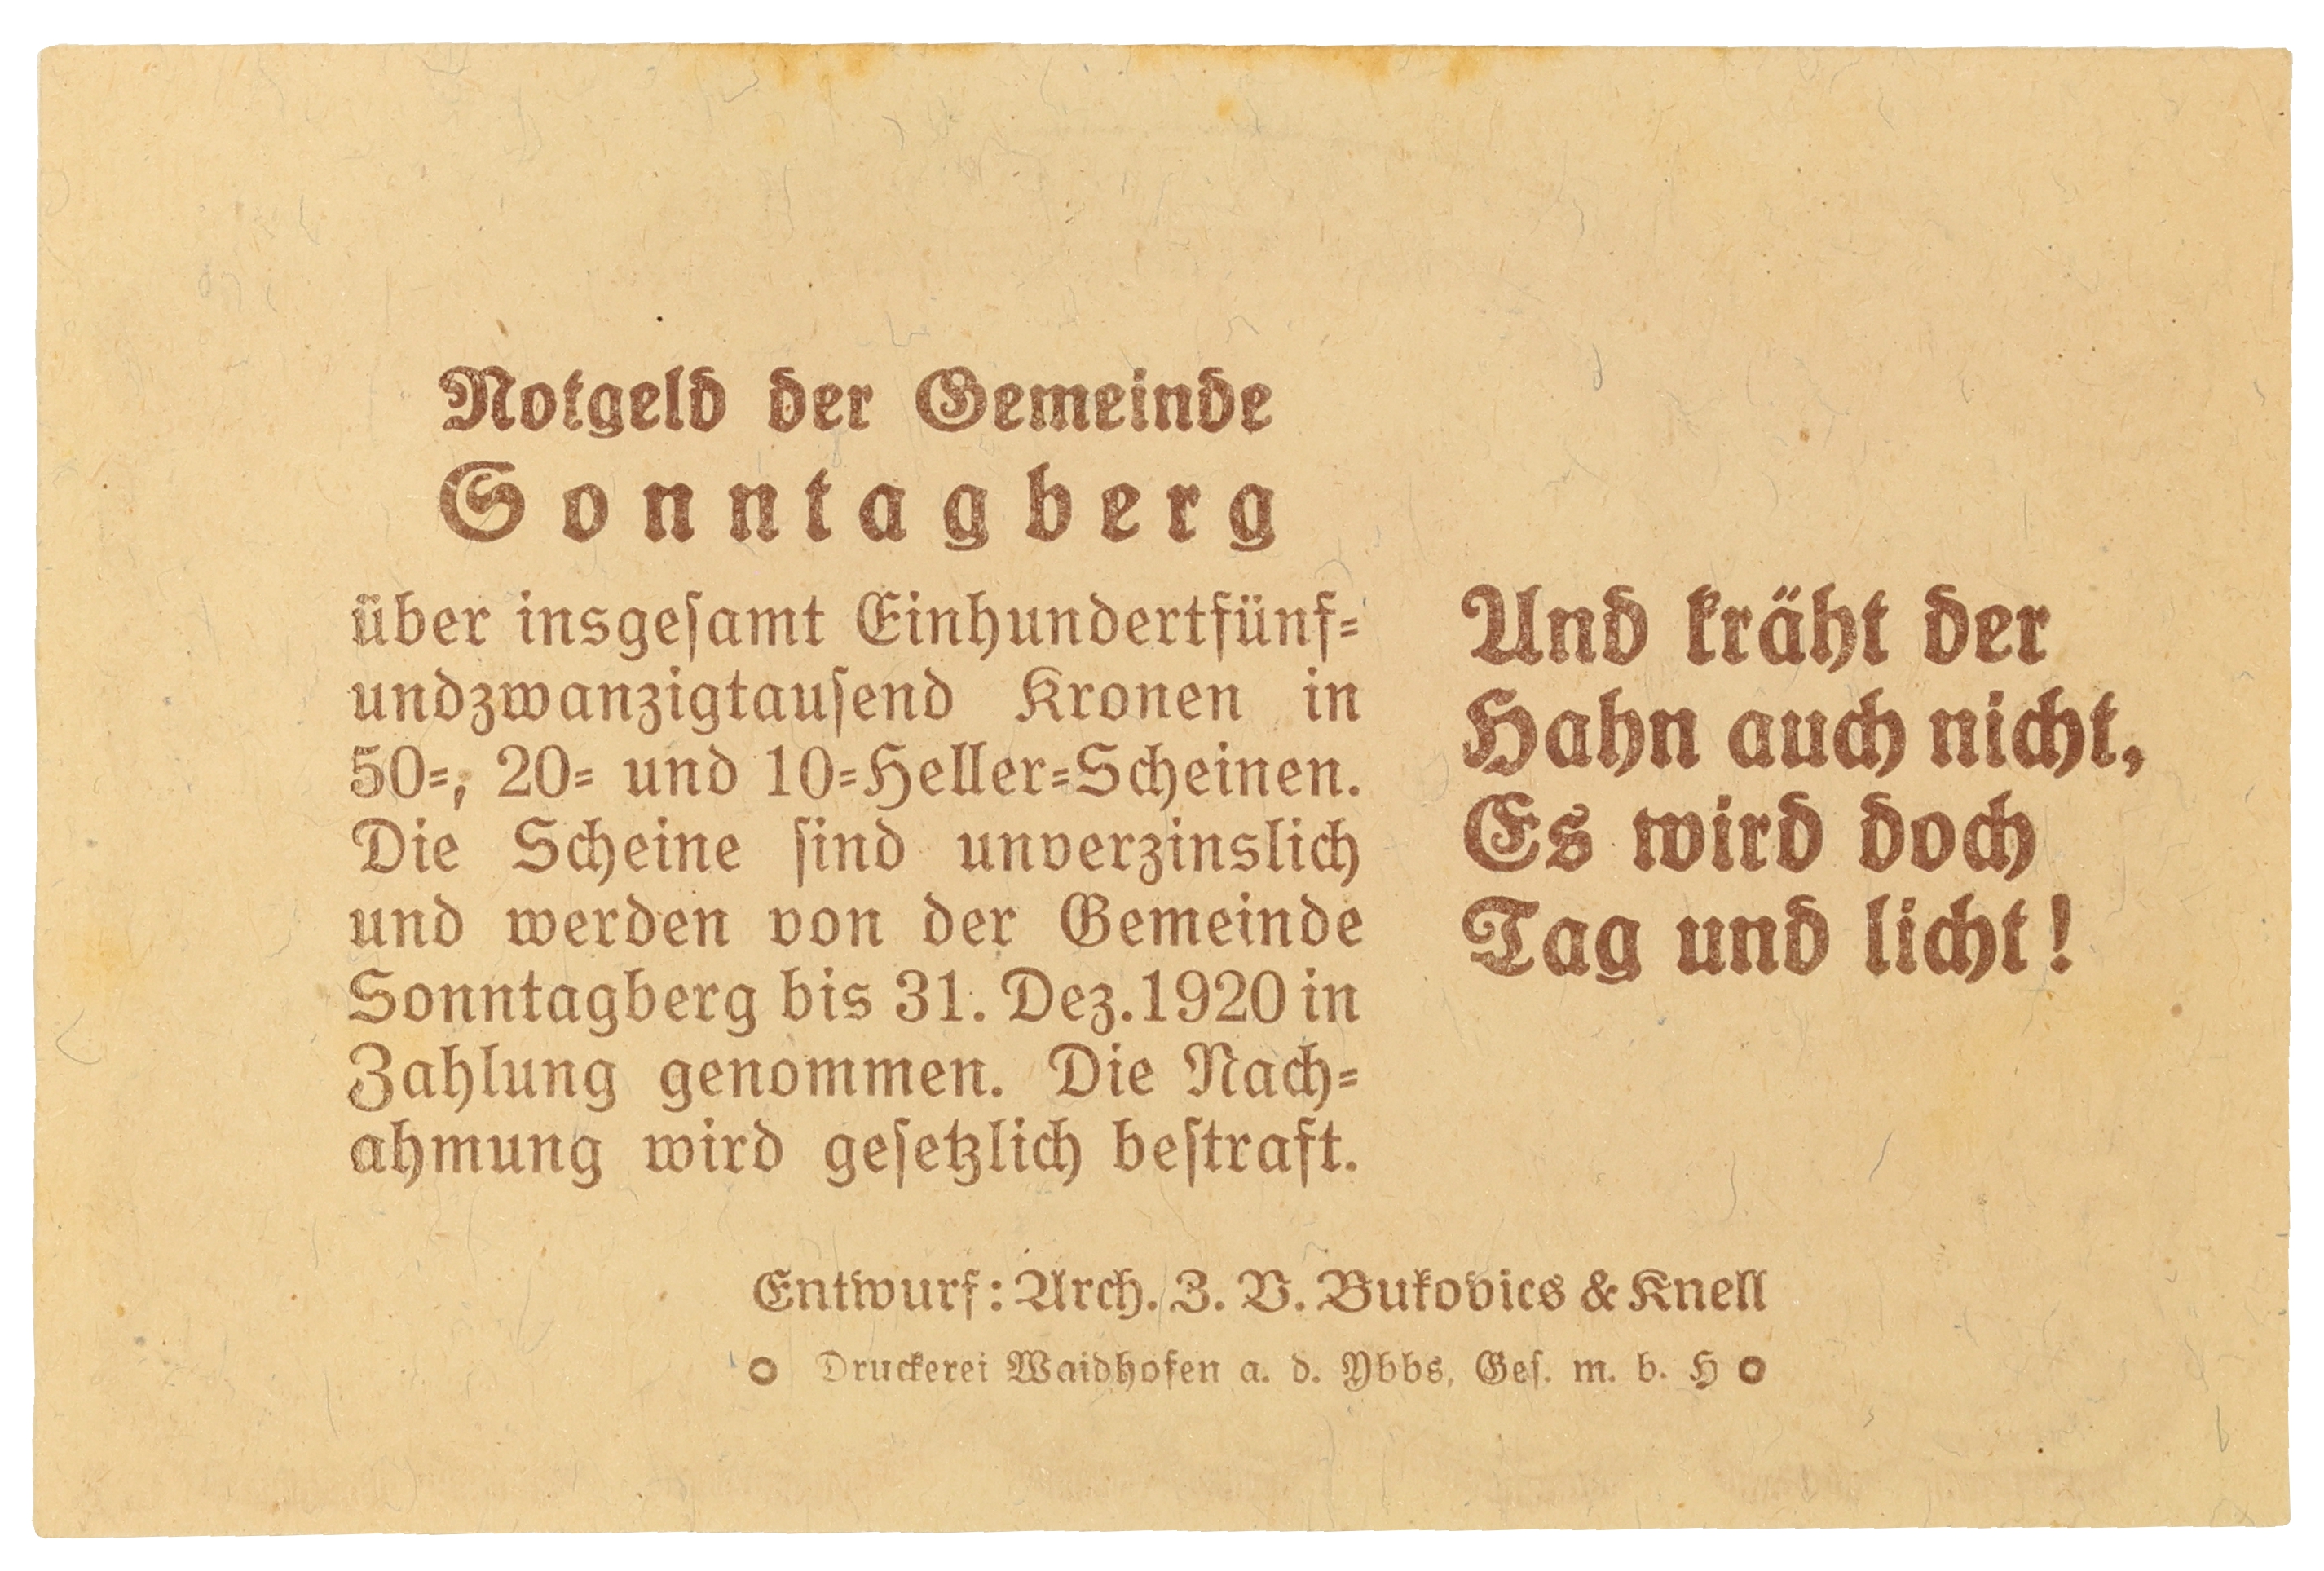 Notgeld der Gemeinde
Sonntagberg
über insgesamt Einhundertfünf-
undzwanzigtausend Kronen in
50-, 20- und 10-Heller-Scheinen.
Die Scheine sind unverzinslich
und werden von der Gemeinde
Sonntagberg bis 31. Dez. 1920 in
Zahlung genommen. Die Nach-
ahmung wird gesetzlich bestraft.
Und kräht der
Hahn auch nicht,
Es wird doch
Tag und licht!
Entwurf: Arch. Z. V. Bukovics & Knell
Druckerei Waidhofen a. d. Ybbs, Ges. m. b. H